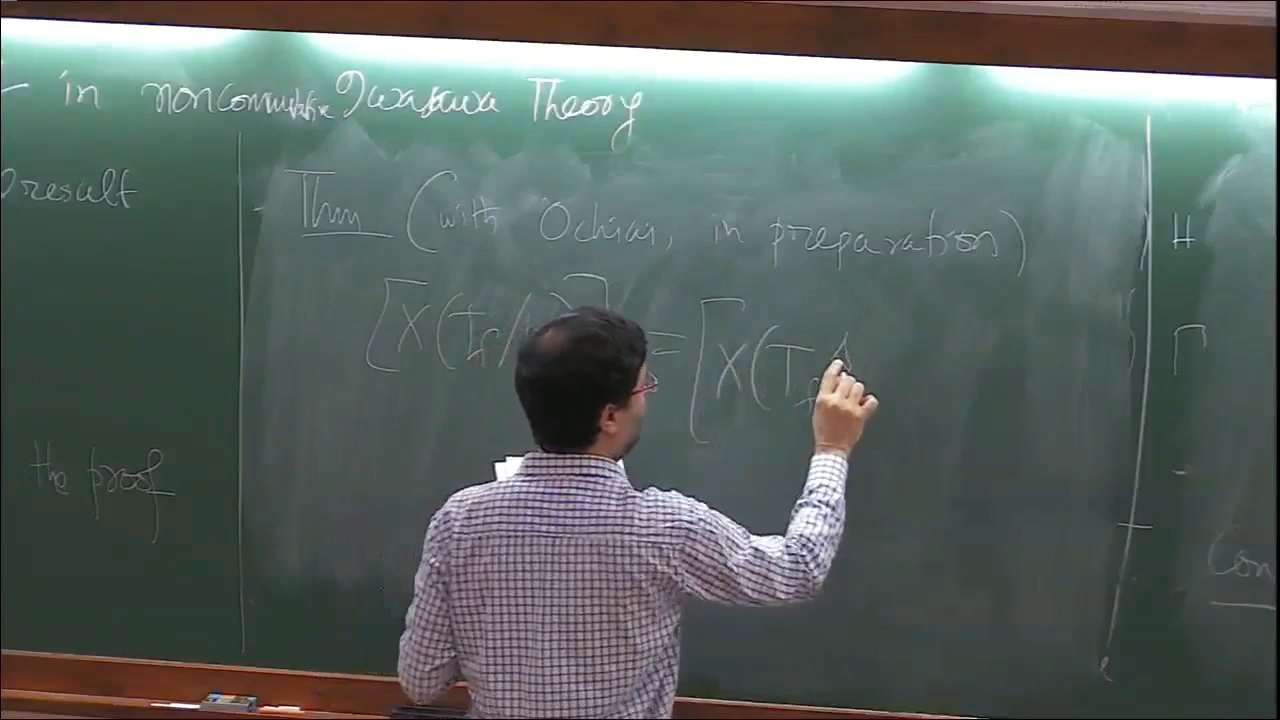 in noncommutative Iwasawa Theory
result
Thm (with Ochiai, in preparation)
[X(T_f/ )] = [X(T_f
the proof
H
Γ
Con